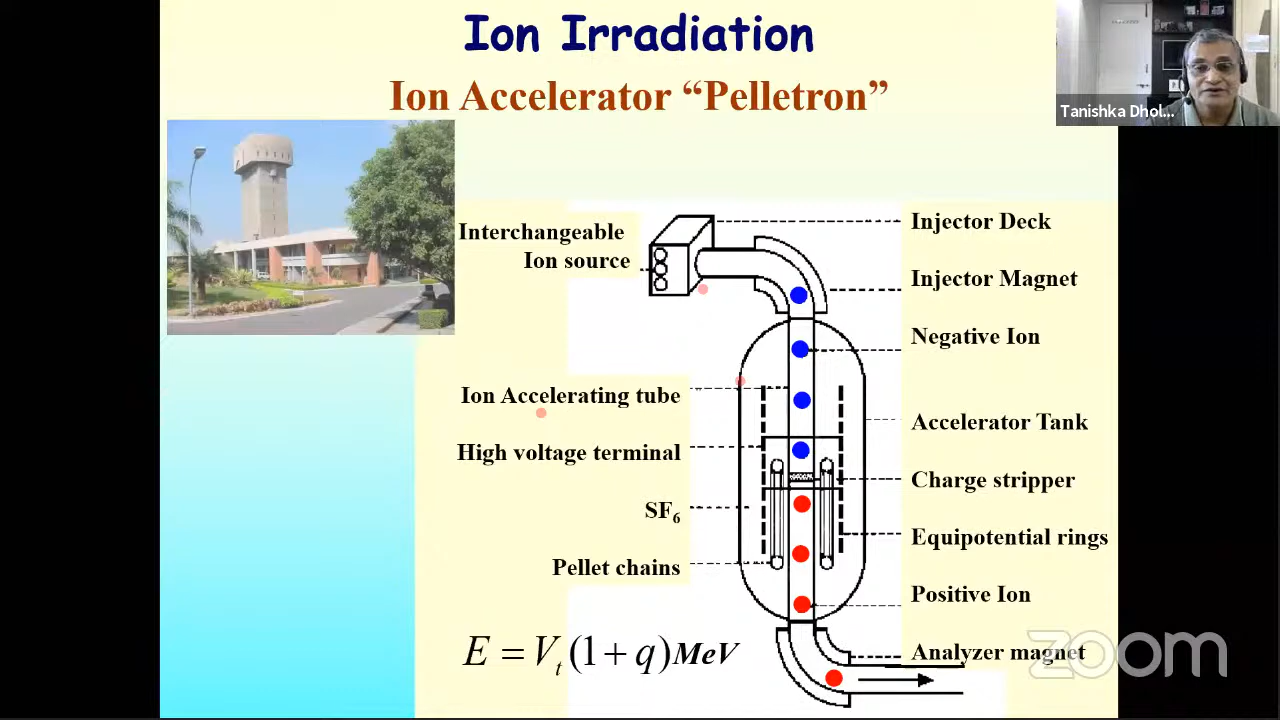 Ion Irradiation
Ion Accelerator “Pelletron”
Tanishka Dhol...
Interchangeable
Ion source
Ion Accelerating tube
High voltage terminal
SF₆
Pellet chains
Injector Deck
Injector Magnet
Negative Ion
Accelerator Tank
Charge stripper
Equipotential rings
Positive Ion
Analyzer magnet
E = Vₜ(1+q)MeV
zoom